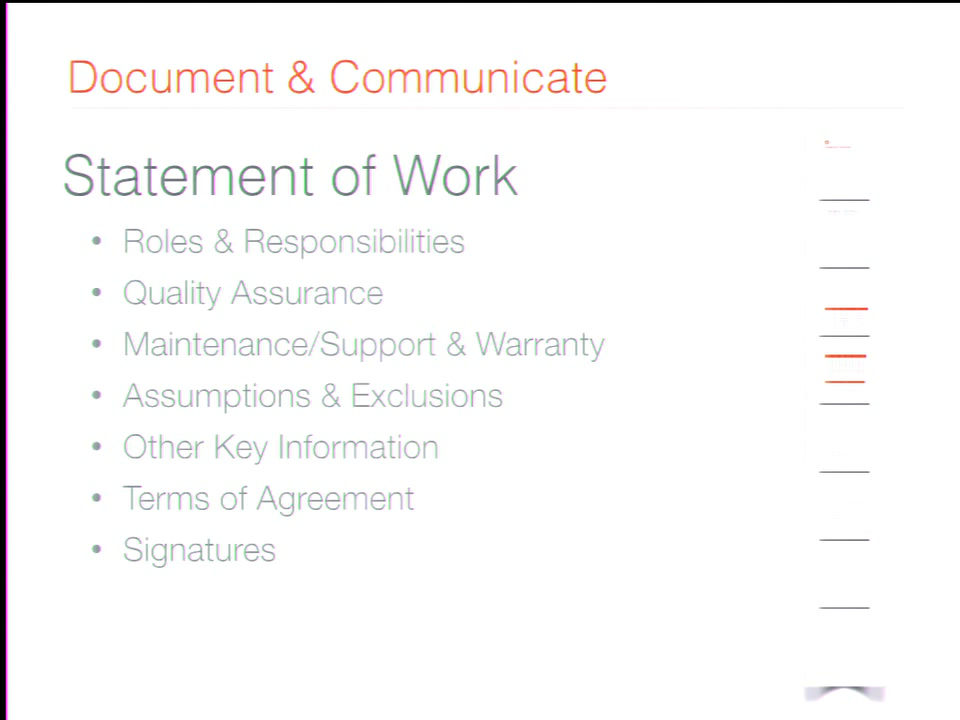 Document & Communicate
Statement of Work
• Roles & Responsibilities
• Quality Assurance
• Maintenance/Support & Warranty
• Assumptions & Exclusions
• Other Key Information
• Terms of Agreement
• Signatures